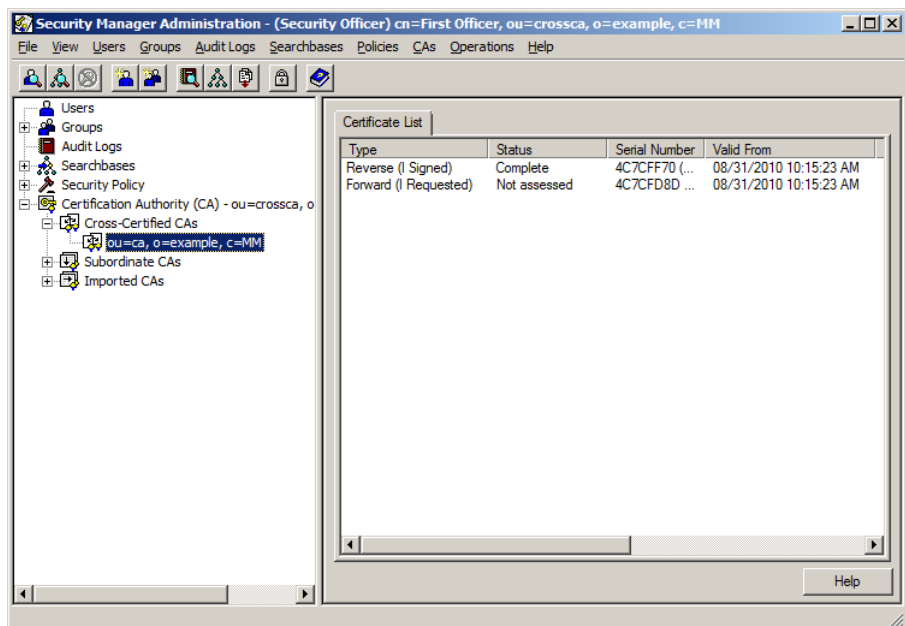 Security Manager Administration - (Security Officer) cn=First Officer, ou=crossca, o=example, c=MM
File View Users Groups Audit Logs Searchbases Policies CAs Operations Help
Users
Groups
Audit Logs
Searchbases
Security Policy
Certification Authority (CA) - ou=crossca, o
Cross-Certified CAs
ou=ca, o=example, c=MM
Subordinate CAs
Imported CAs
Certificate List
Type Status Serial Number Valid From
Reverse (I Signed) Complete 4C7CFF70 (... 08/31/2010 10:15:23 AM
Forward (I Requested) Not assessed 4C7CFD8D ... 08/31/2010 10:15:23 AM
Help